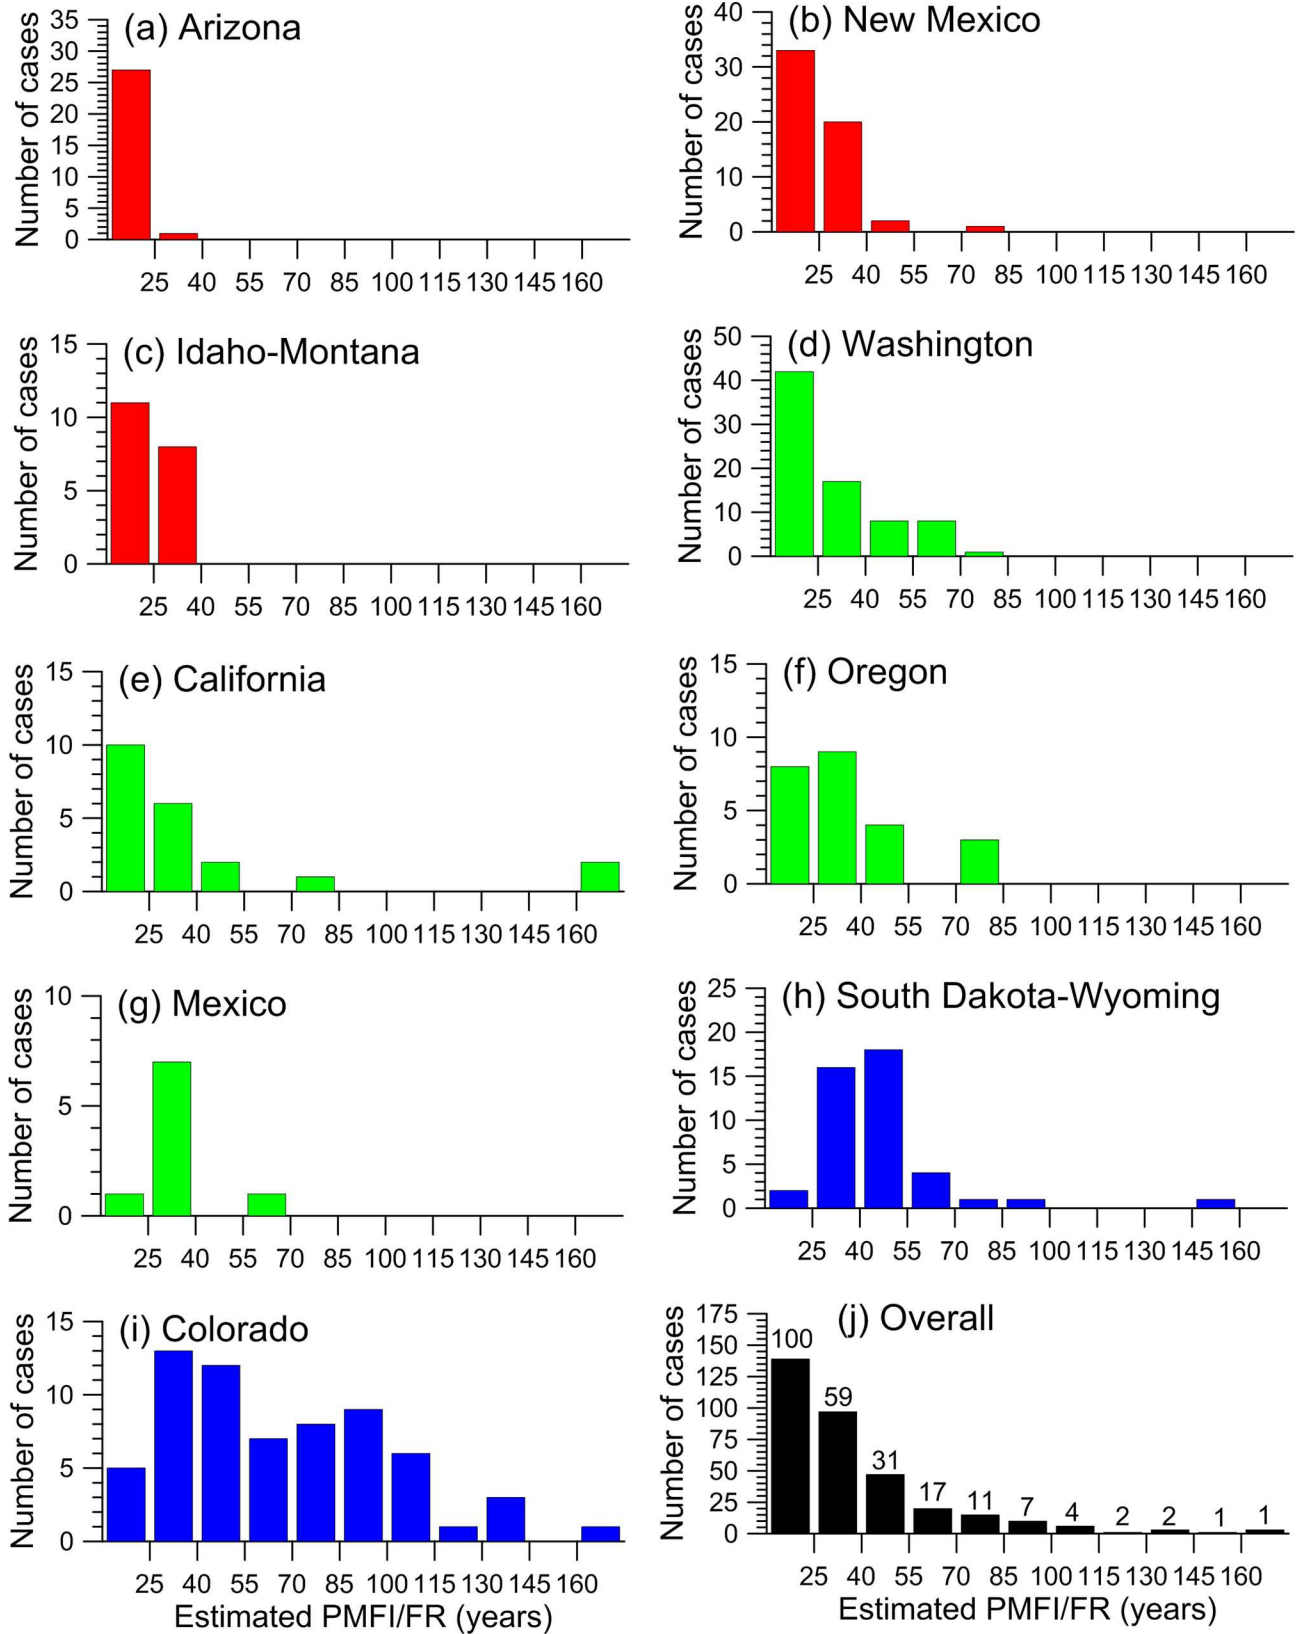 (a) Arizona
Number of cases
35
30
25
20
15
10
5
0
25 40 55 70 85 100 115 130 145 160
(b) New Mexico
Number of cases
40
30
20
10
0
25 40 55 70 85 100 115 130 145 160
(c) Idaho-Montana
Number of cases
15
10
5
0
25 40 55 70 85 100 115 130 145 160
(d) Washington
Number of cases
50
40
30
20
10
0
25 40 55 70 85 100 115 130 145 160
(e) California
Number of cases
15
10
5
0
25 40 55 70 85 100 115 130 145 160
(f) Oregon
Number of cases
15
10
5
0
25 40 55 70 85 100 115 130 145 160
(g) Mexico
Number of cases
10
5
0
25 40 55 70 85 100 115 130 145 160
(h) South Dakota-Wyoming
Number of cases
25
20
15
10
5
0
25 40 55 70 85 100 115 130 145 160
(i) Colorado
Number of cases
15
10
5
0
25 40 55 70 85 100 115 130 145 160
Estimated PMFI/FR (years)
(j) Overall
Number of cases
175
150
125
100
75
50
25
0
100
59
31
17
11
7
4
2
2
1
1
25 40 55 70 85 100 115 130 145 160
Estimated PMFI/FR (years)